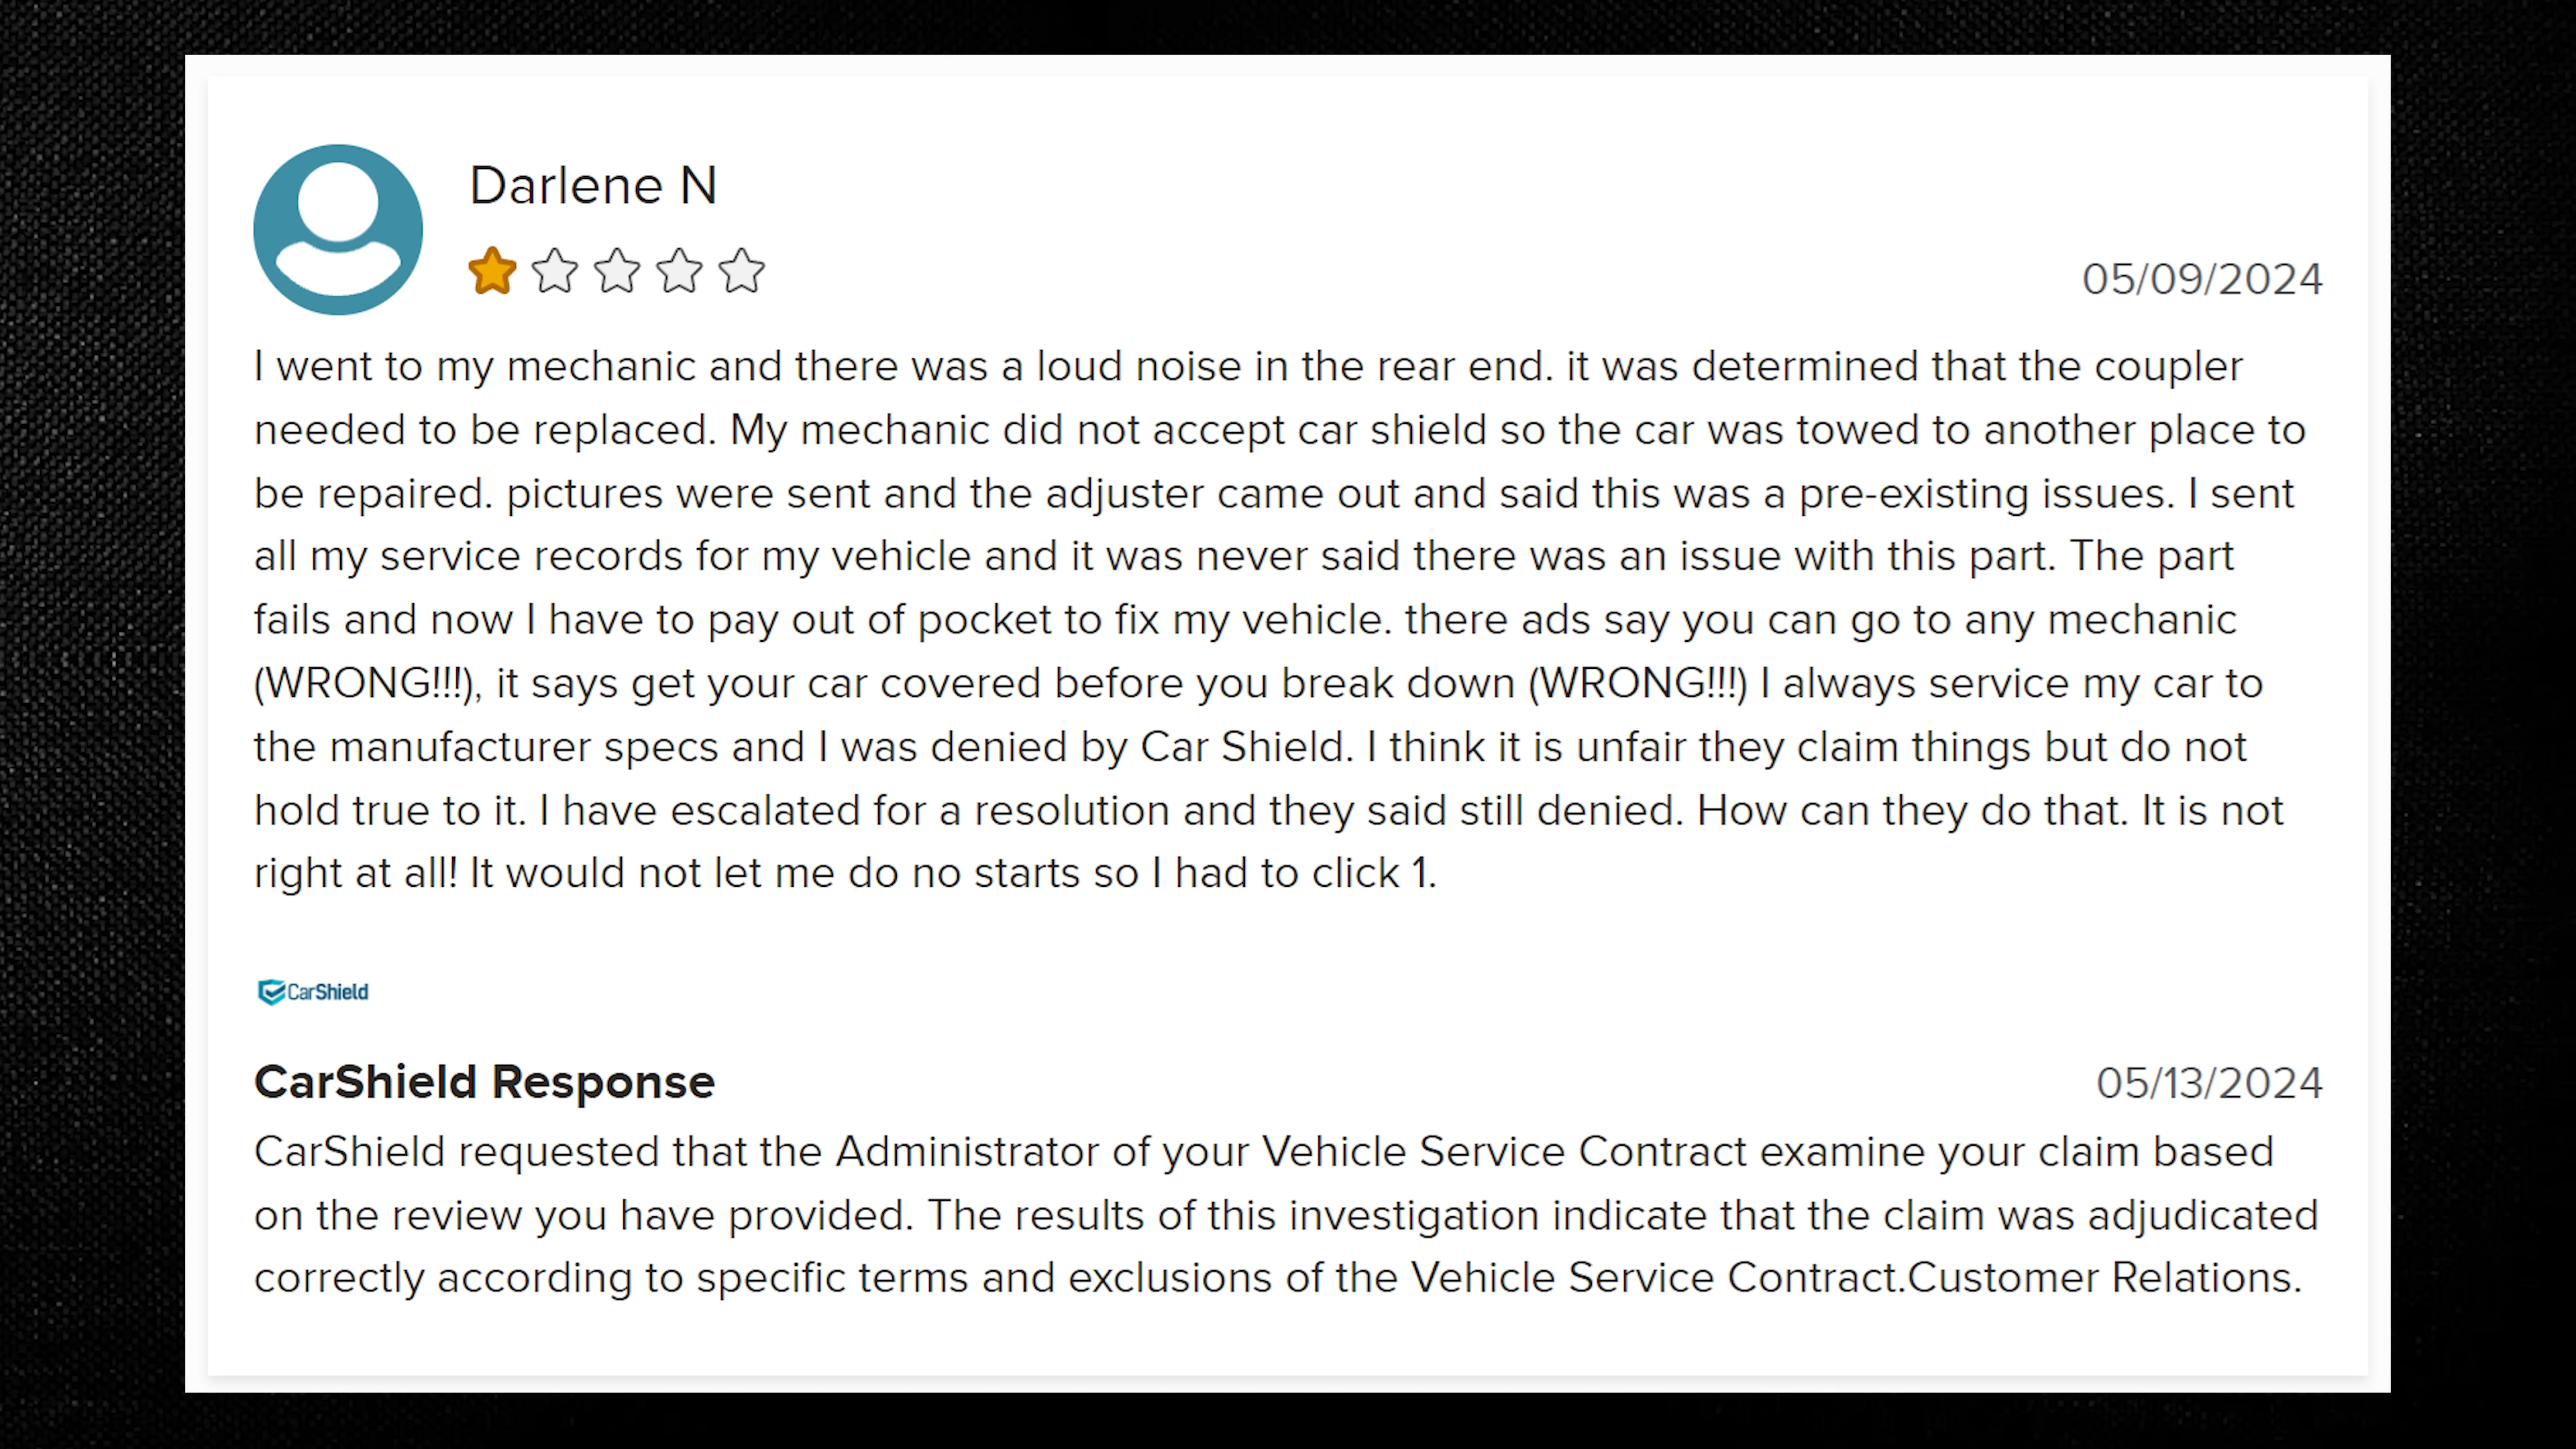 Darlene N
05/09/2024
I went to my mechanic and there was a loud noise in the rear end. it was determined that the coupler
needed to be replaced. My mechanic did not accept car shield so the car was towed to another place to
be repaired. pictures were sent and the adjuster came out and said this was a pre-existing issues. I sent
all my service records for my vehicle and it was never said there was an issue with this part. The part
fails and now I have to pay out of pocket to fix my vehicle. there ads say you can go to any mechanic
(WRONG!!!), it says get your car covered before you break down (WRONG!!!) I always service my car to
the manufacturer specs and I was denied by Car Shield. I think it is unfair they claim things but do not
hold true to it. I have escalated for a resolution and they said still denied. How can they do that. It is not
right at all! It would not let me do no starts so I had to click 1.
CarShield
CarShield Response
05/13/2024
CarShield requested that the Administrator of your Vehicle Service Contract examine your claim based
on the review you have provided. The results of this investigation indicate that the claim was adjudicated
correctly according to specific terms and exclusions of the Vehicle Service Contract.Customer Relations.